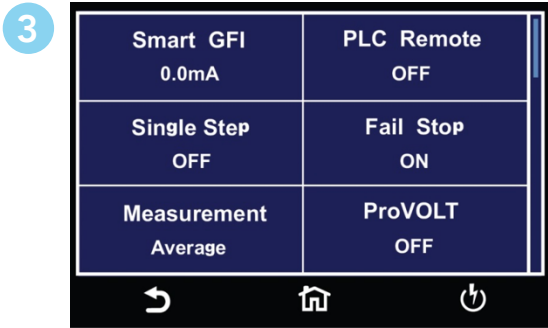 3
Smart GFI
0.0mA
PLC Remote
OFF
Single Step
OFF
Fail Stop
ON
Measurement
Average
ProVOLT
OFF